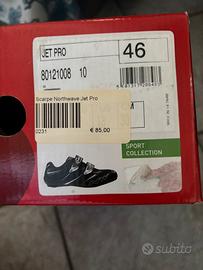 JET PRO
46
80121008 10
Scarpe Northwave Jet Pro
0231
€ 85,00
M
SPORT
COLLECTION
subito